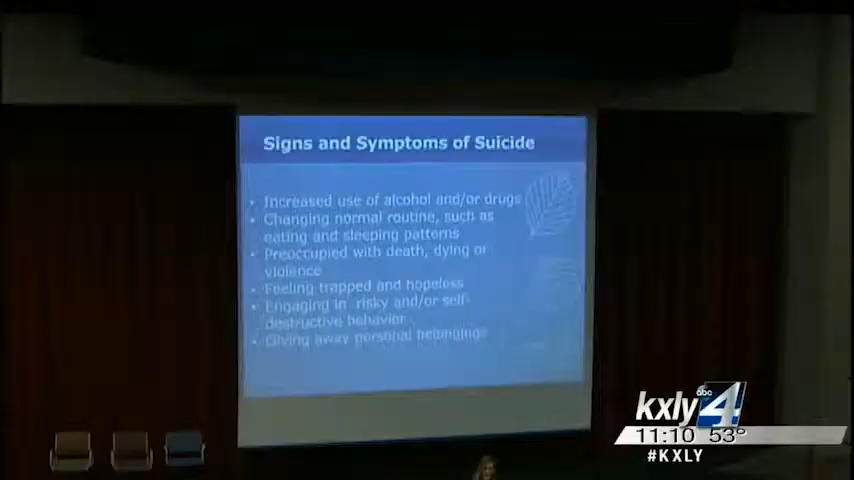 Signs and Symptoms of Suicide
• Increased use of alcohol and/or drugs
• Changing normal routine, such as
eating and sleeping patterns
• Preoccupied with death, dying or
violence
• Feeling trapped and hopeless
• Engaging in risky and/or self-
destructive behavior
• Giving away personal belongings
kxly abc 4
11:10 53°
#KXLY